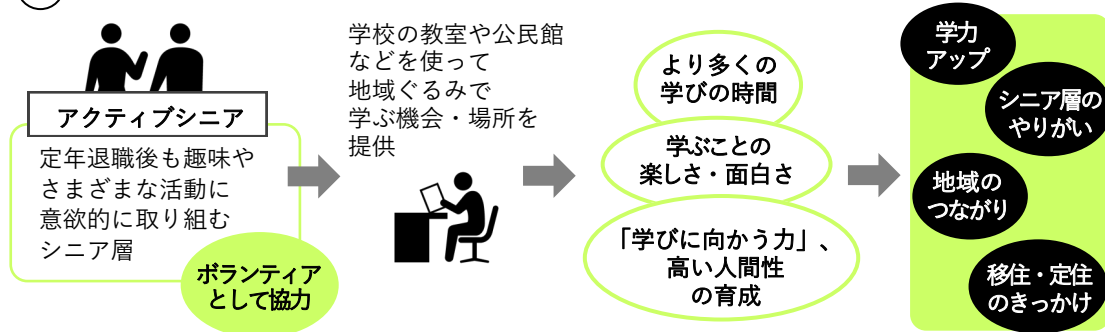 アクティブシニア
定年退職後も趣味や
さまざまな活動に
意欲的に取り組む
シニア層
ボランティア
として協力
学校の教室や公民館
などを使って
地域ぐるみで
学ぶ機会・場所を
提供
より多くの
学びの時間
学ぶことの
楽しさ・面白さ
「学びに向かう力」、
高い人間性
の育成
学力
アップ
シニア層の
やりがい
地域の
つながり
移住・定住
のきっかけ